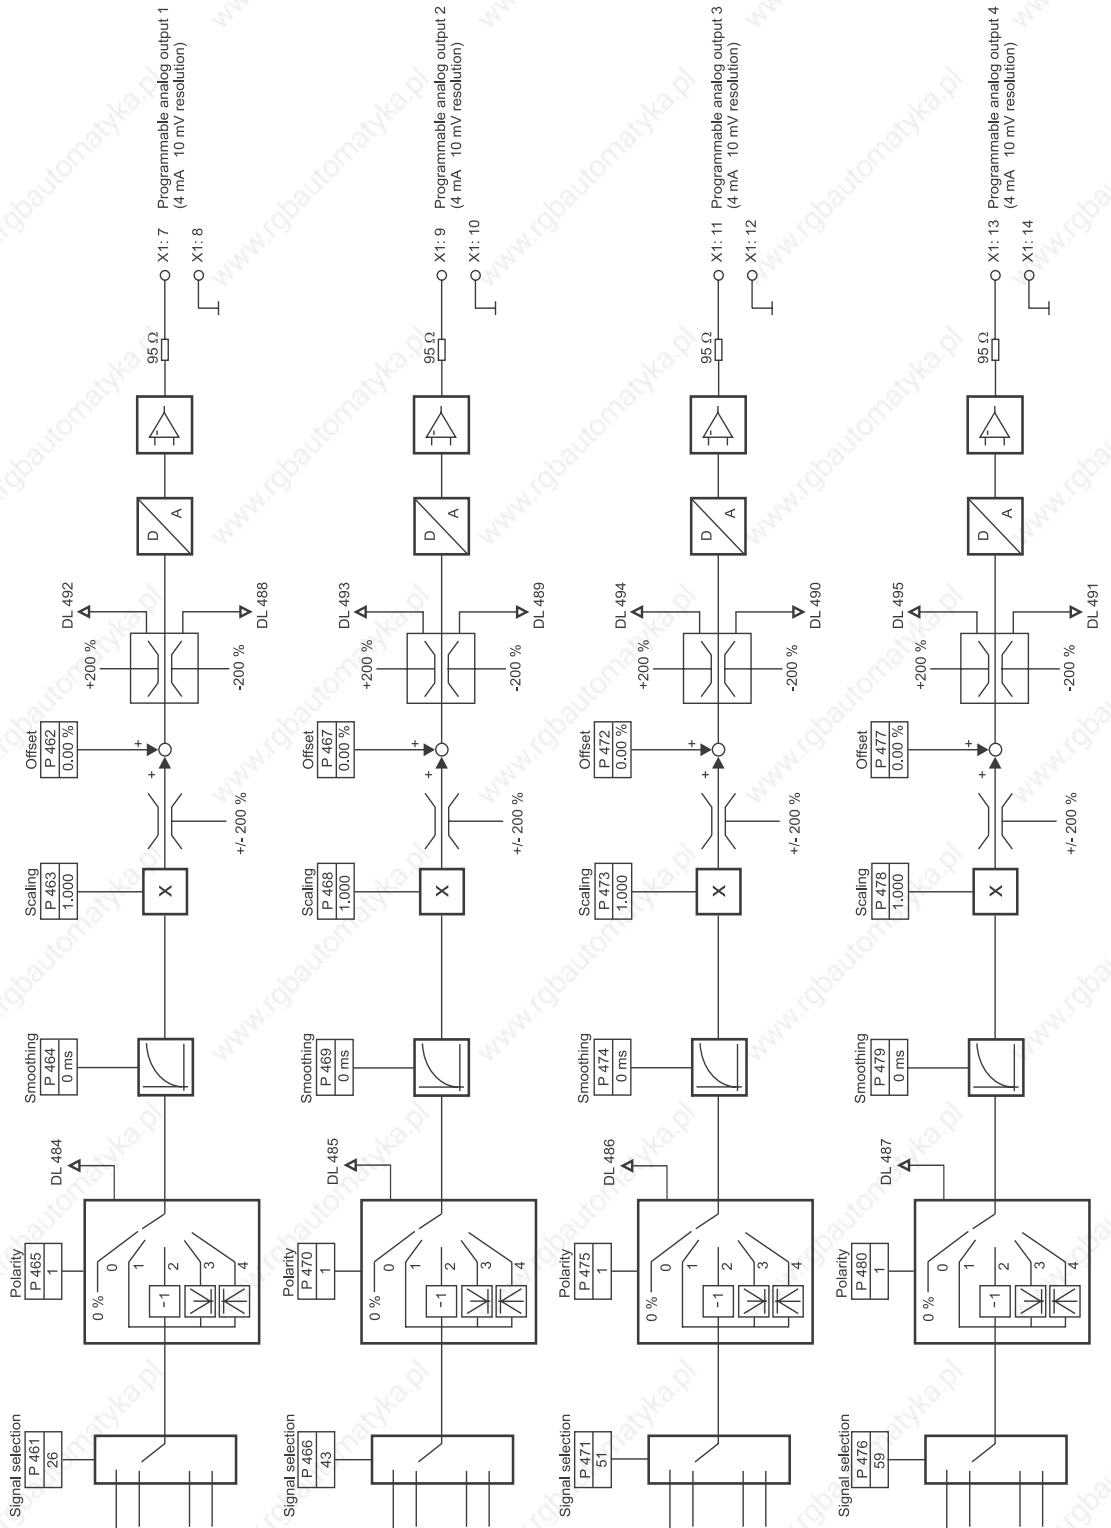 Signal selection
P 461
26
Polarity
P 465
1
0 %
0
1
2
3
4
-1
DL 484
Smoothing
P 464
0 ms
Scaling
P 463
1.000
X
+/- 200 %
Offset
P 462
0.00 %
+
+
+200 %
-200 %
DL 492
DL 488
D
A
95 Ω
X1: 7
X1: 8
Programmable analog output 1
(4 mA 10 mV resolution)
Signal selection
P 466
43
Polarity
P 470
1
0 %
0
1
2
3
4
-1
DL 485
Smoothing
P 469
0 ms
Scaling
P 468
1.000
X
+/- 200 %
Offset
P 467
0.00 %
+
+
+200 %
-200 %
DL 493
DL 489
D
A
95 Ω
X1: 9
X1: 10
Programmable analog output 2
(4 mA 10 mV resolution)
Signal selection
P 471
51
Polarity
P 475
1
0 %
0
1
2
3
4
-1
DL 486
Smoothing
P 474
0 ms
Scaling
P 473
1.000
X
+/- 200 %
Offset
P 472
0.00 %
+
+
+200 %
-200 %
DL 494
DL 490
D
A
95 Ω
X1: 11
X1: 12
Programmable analog output 3
(4 mA 10 mV resolution)
Signal selection
P 476
59
Polarity
P 480
1
0 %
0
1
2
3
4
-1
DL 487
Smoothing
P 479
0 ms
Scaling
P 478
1.000
X
+/- 200 %
Offset
P 477
0.00 %
+
+
+200 %
-200 %
DL 495
DL 491
D
A
95 Ω
X1: 13
X1: 14
Programmable analog output 4
(4 mA 10 mV resolution)
www.rgbautomatyka.pl